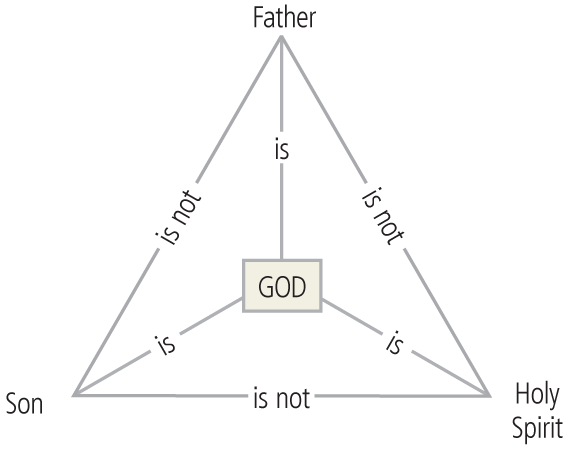 Father
is
is not
is not
GOD
is
is
Son
is not
Holy
Spirit